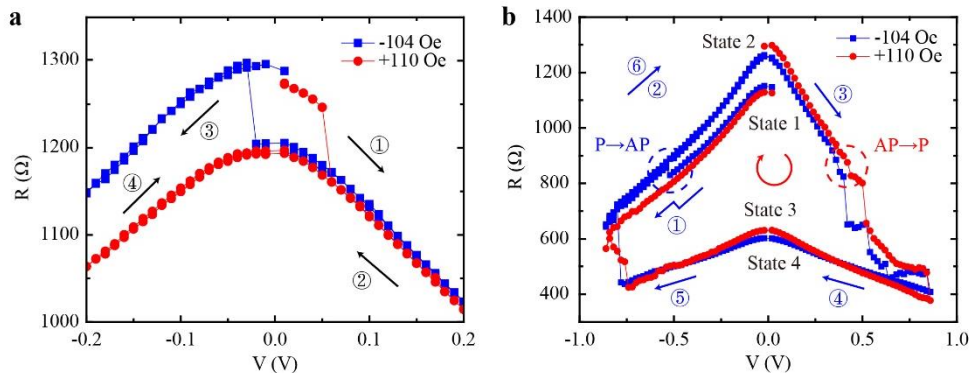 a
1300
1200
1100
1000
R (Ω)
-104 Oe
+110 Oe
①
③
④
②
-0.2
-0.1
0.0
0.1
0.2
V (V)
b
1400
1200
1000
800
600
400
R (Ω)
State 2
-104 Oe
+110 Oe
⑥
②
③
P→AP
State 1
AP→P
①
State 3
State 4
⑤
④
-1.0
-0.5
0.0
0.5
1.0
V (V)